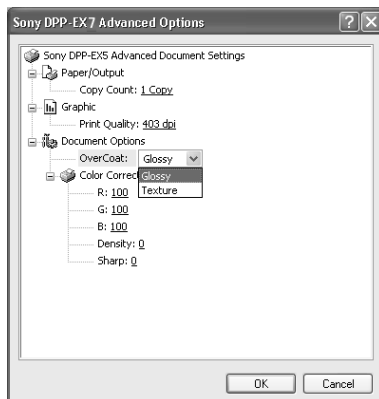 Sony DPP-EX7 Advanced Options
Sony DPP-EX5 Advanced Document Settings
Paper/Output
Copy Count: 1 Copy
Graphic
Print Quality: 403 dpi
Document Options
OverCoat: Glossy
Color Correc Glossy
R: 100 Texture
G: 100
B: 100
Density: 0
Sharp: 0
OK Cancel